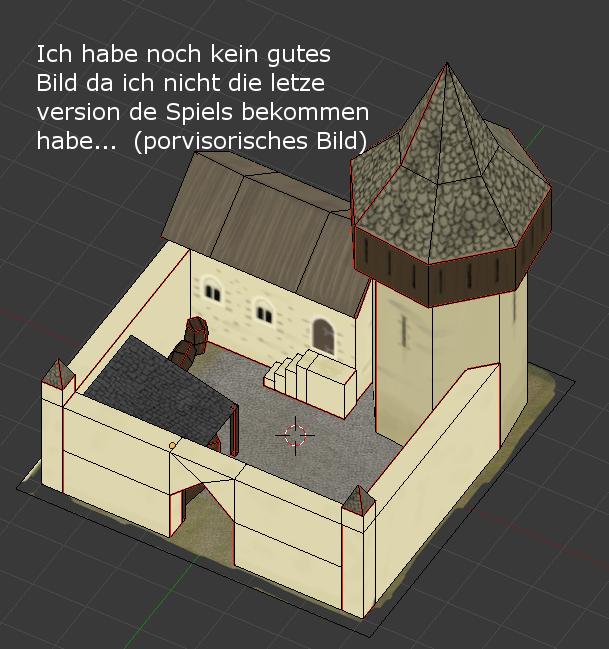 Ich habe noch kein gutes
Bild da ich nicht die letze
version de Spiels bekommen
habe... (porvisorisches Bild)